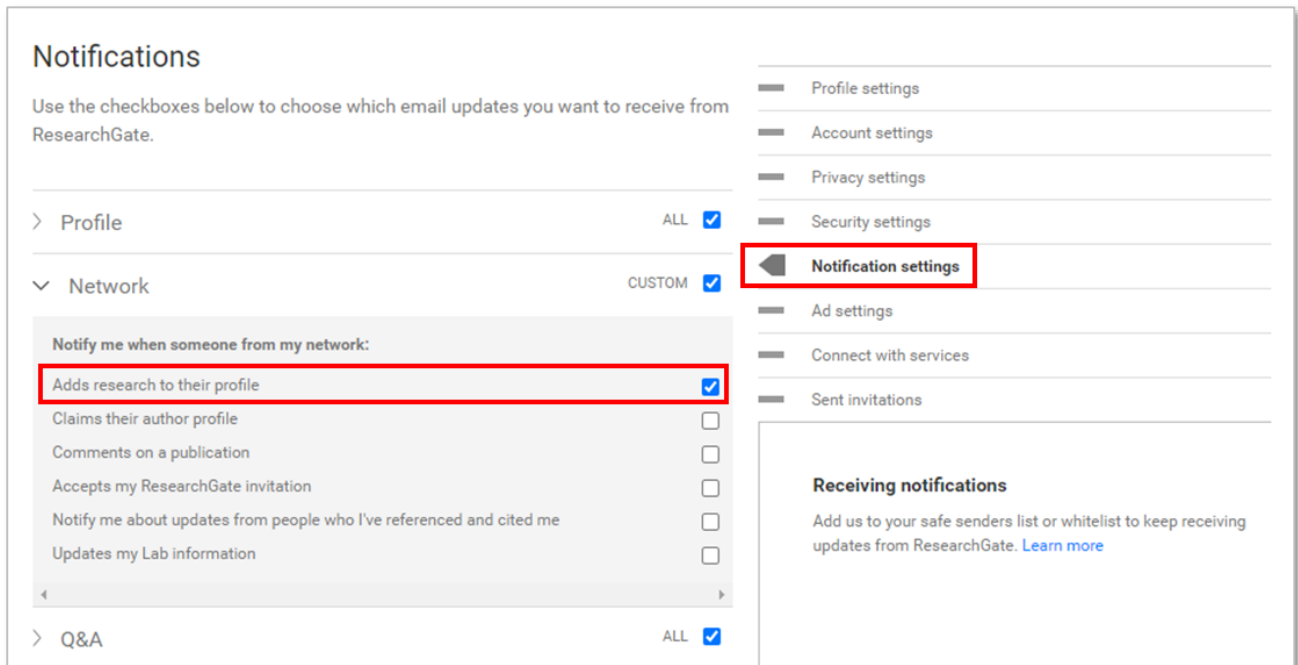 Notifications
Use the checkboxes below to choose which email updates you want to receive from
ResearchGate.
Profile
ALL
Network
CUSTOM
Notify me when someone from my network:
Adds research to their profile
Claims their author profile
Comments on a publication
Accepts my ResearchGate invitation
Notify me about updates from people who I've referenced and cited me
Updates my Lab information
Q&A
ALL
Profile settings
Account settings
Privacy settings
Security settings
Notification settings
Ad settings
Connect with services
Sent invitations
Receiving notifications
Add us to your safe senders list or whitelist to keep receiving
updates from ResearchGate. Learn more